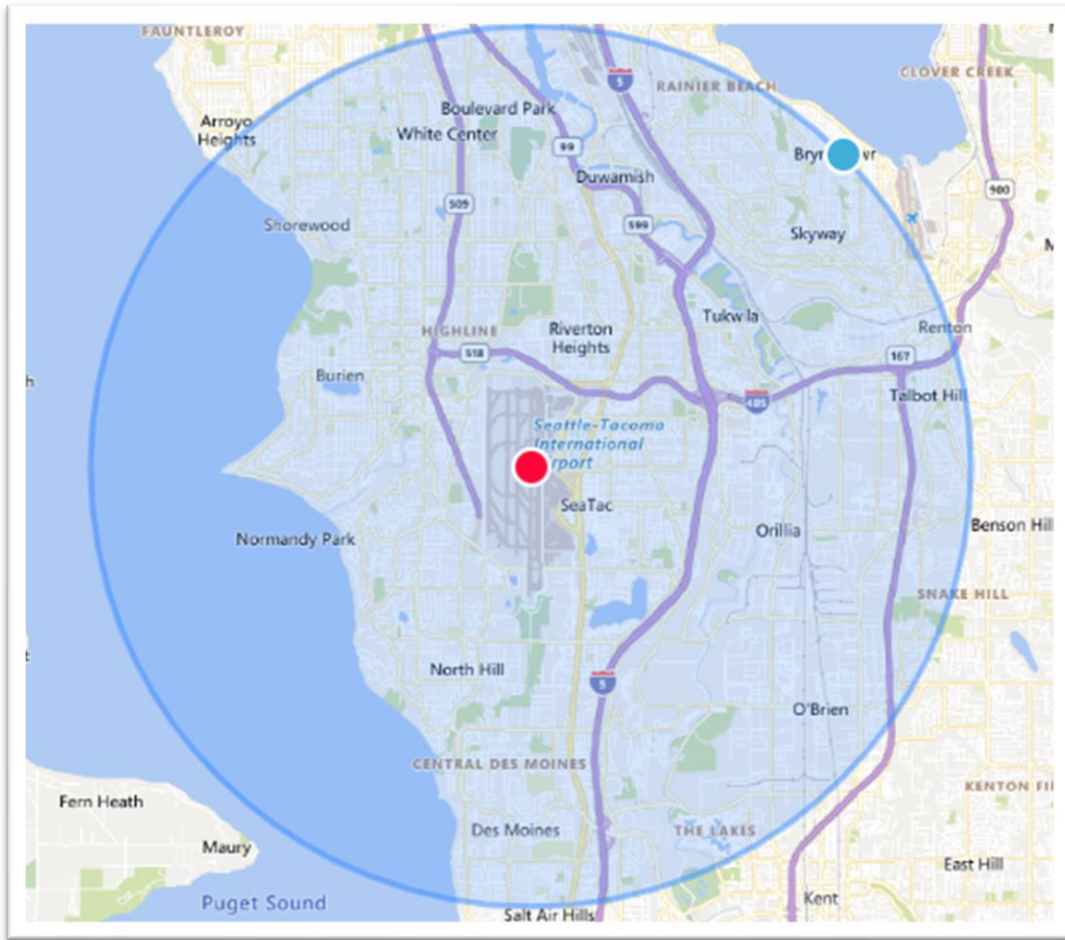 FAUNTLEROY
CLOVER CREEK
RAINIER BEACH
5
Boulevard Park
Arroyo
Heights
White Center
99
Duwamish
900
509
Shorewood
599
Skyway
Tukwila
HIGHLINE
Riverton
Heights
Renton
518
167
Burien
405
Talbot Hill
Seattle-Tacoma
International
SeaTac
Normandy Park
Orillia
Benson Hill
SNAKE HILL
North Hill
5
O'Brien
CENTRAL DES MOINES
KENTON
Fern Heath
Des Moines
THE LAKES
Maury
East Hill
Puget Sound
Kent
Salt Air Hills